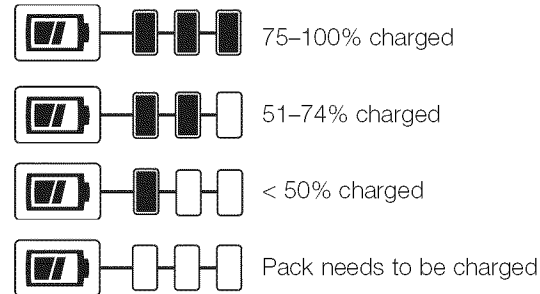 75–100% charged
51–74% charged
< 50% charged
Pack needs to be charged